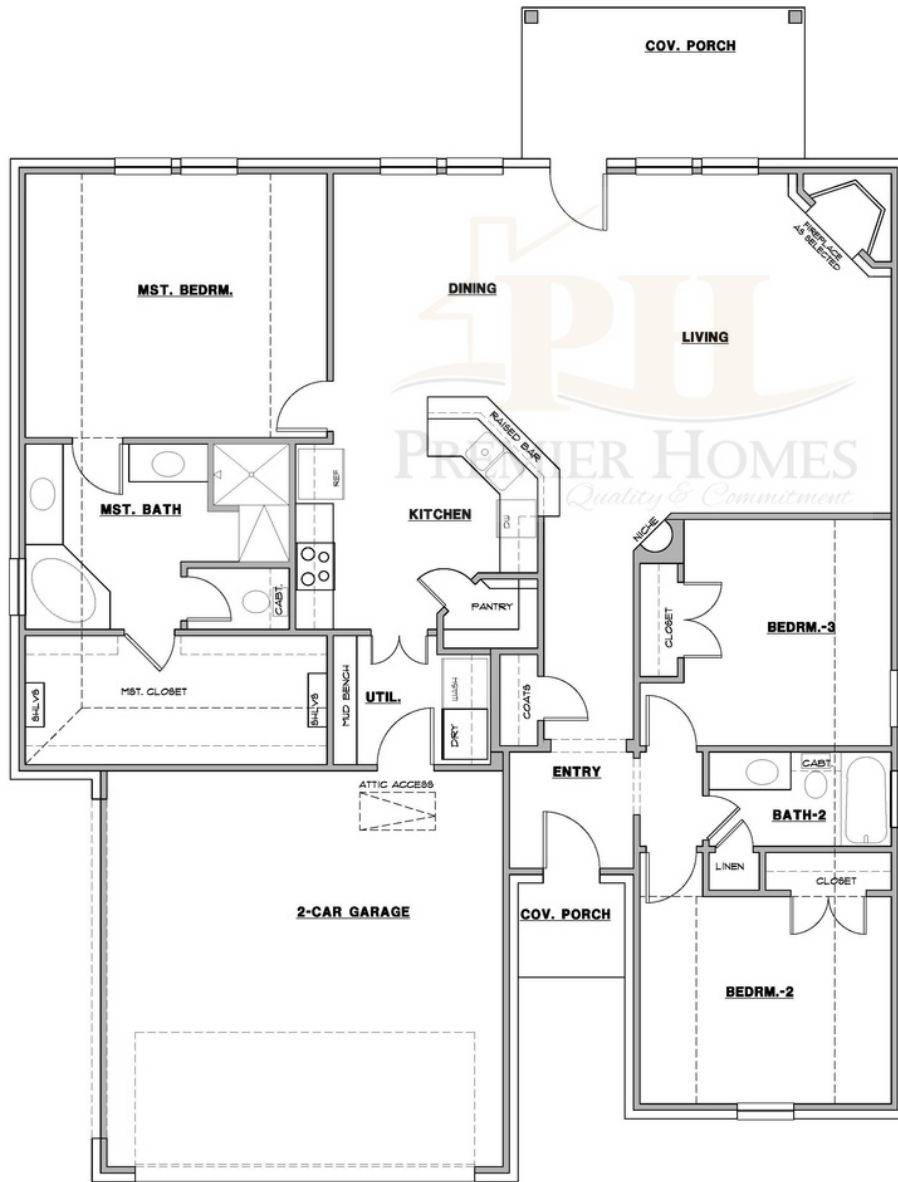 COV. PORCH
FIREPLACE
AS SELECTED
MST. BEDRM.
DINING
LIVING
PH
PREMIER HOMES
Quality & Commitment
RAISED BAR
REF
MST. BATH
KITCHEN
DW
NICHE
CABT.
PANTRY
CLOSET
BEDRM.-3
MST. CLOSET
SHLVS
SHLVS
MUD BENCH
UTIL.
WASH
DRY
COATS
ENTRY
CABT.
BATH-2
ATTIC ACCESS
LINEN
CLOSET
2-CAR GARAGE
COV. PORCH
BEDRM.-2